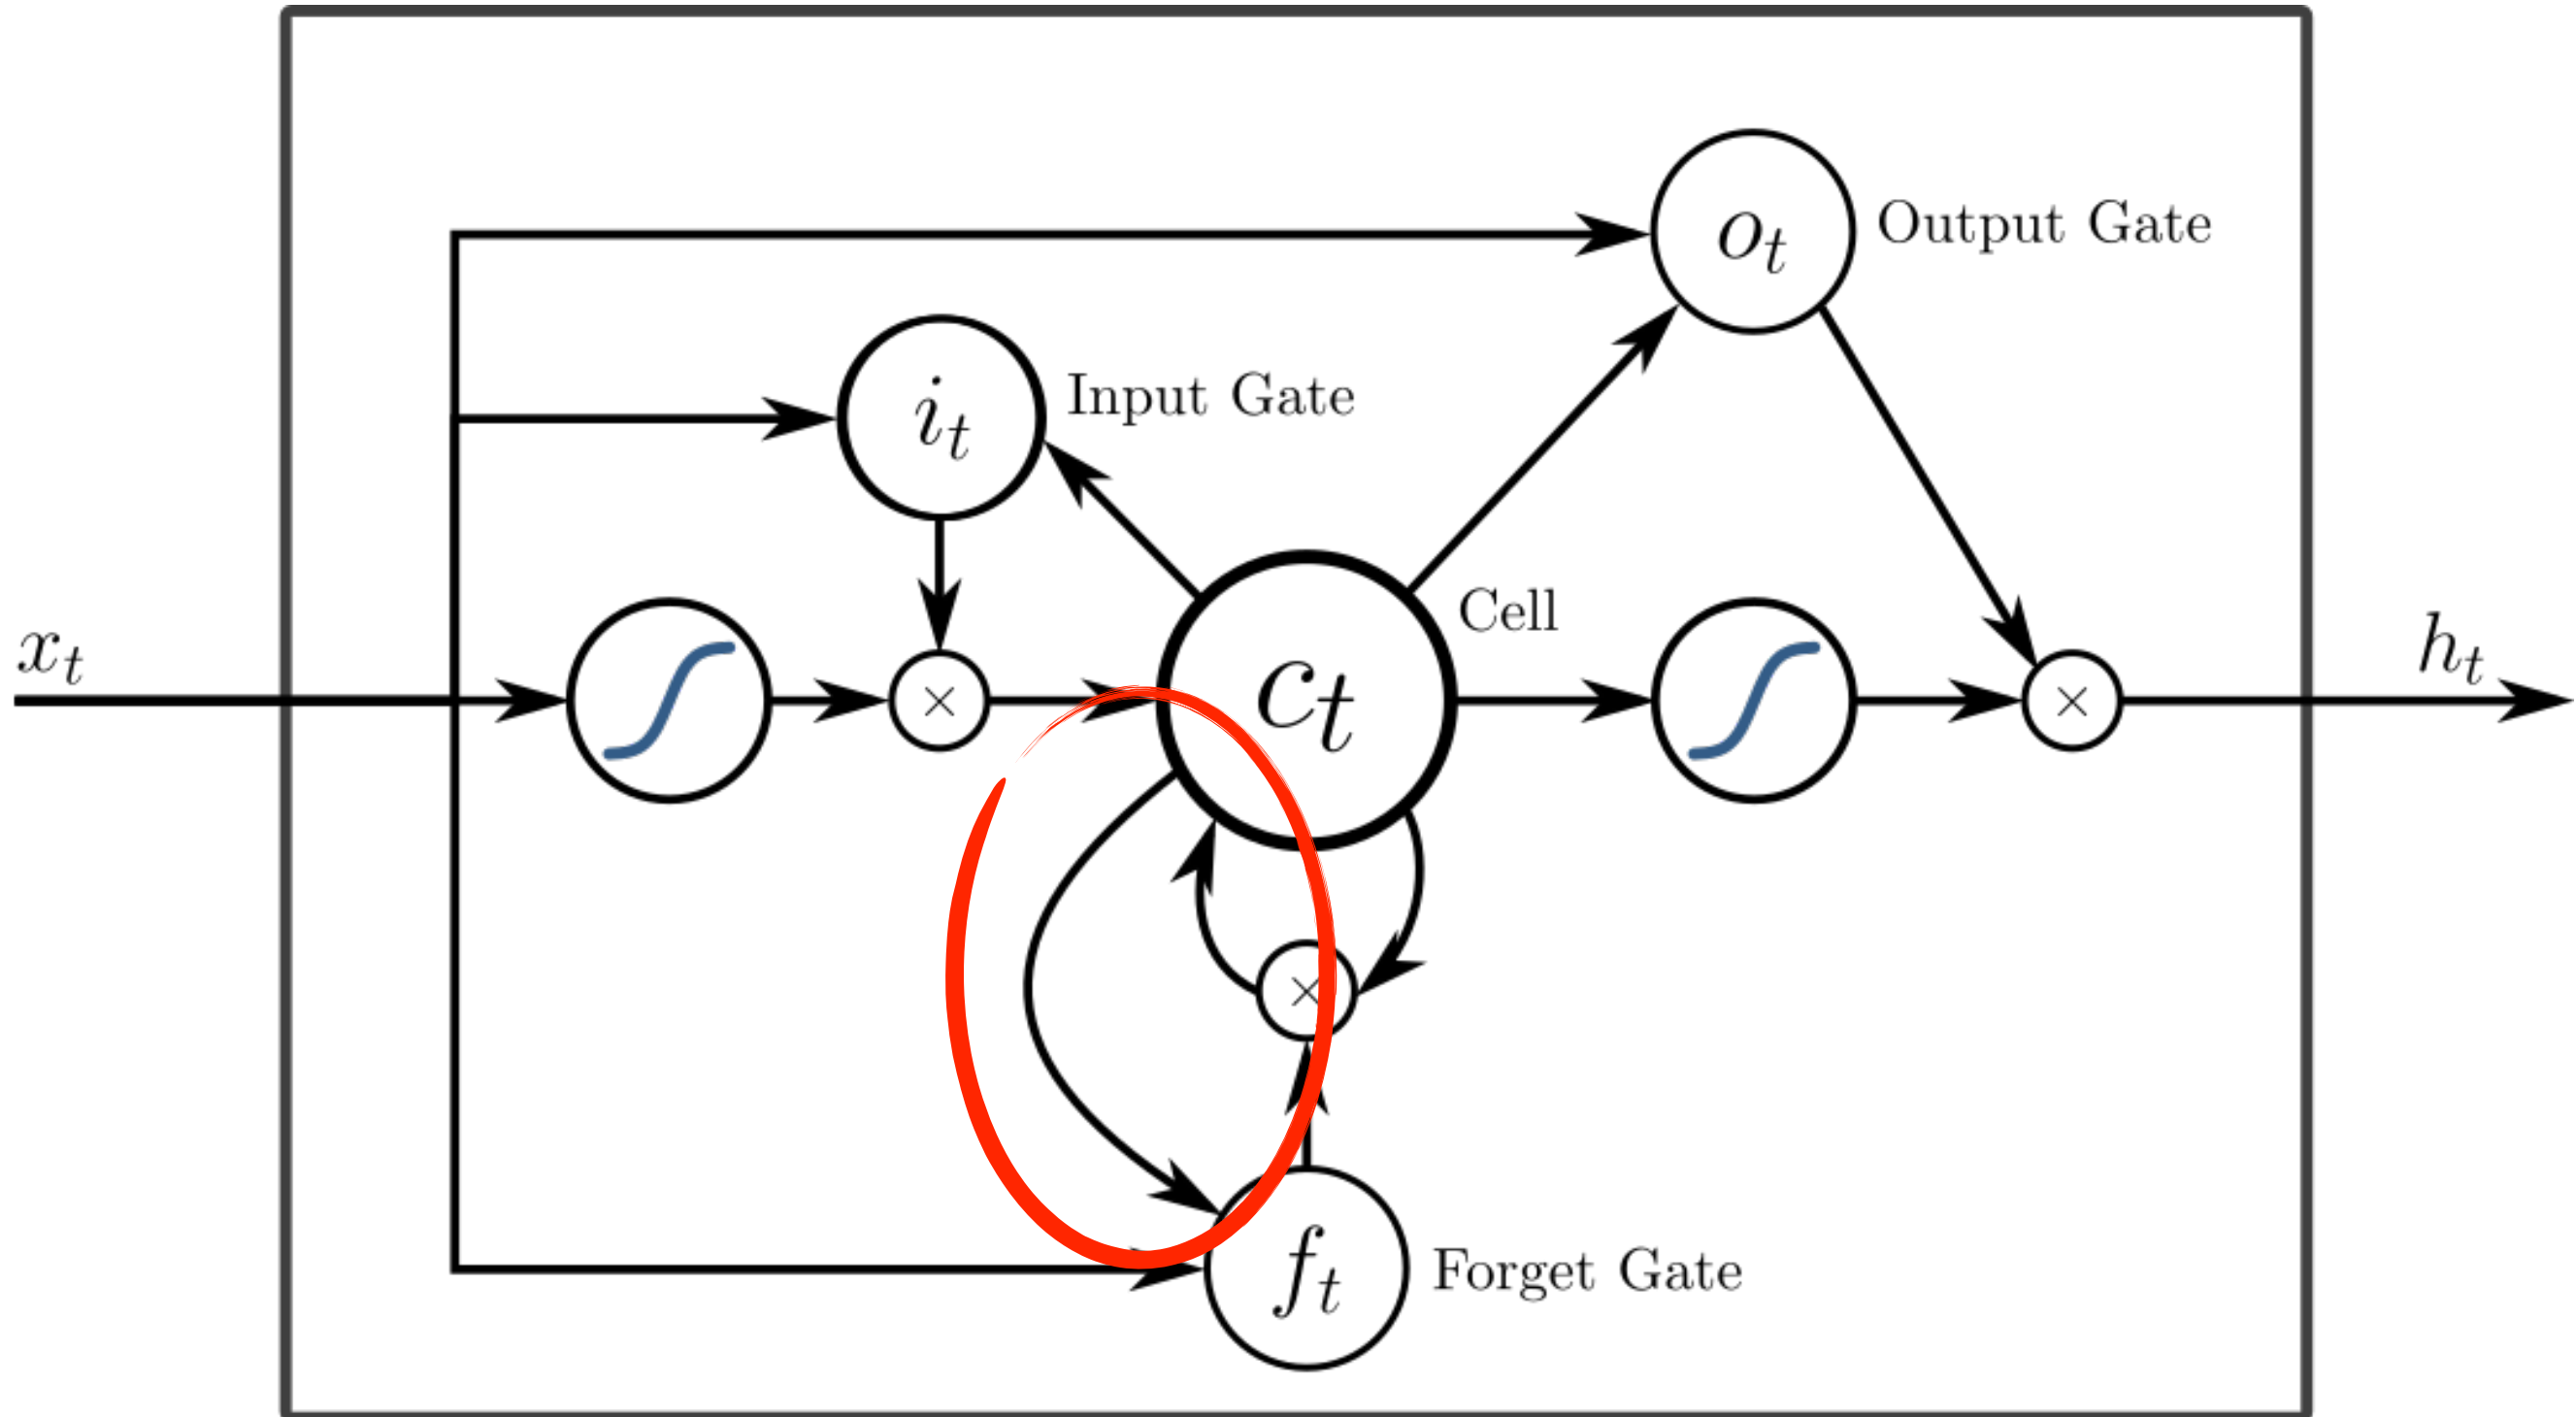 o_t Output Gate
i_t Input Gate
Cell
x_t
×
c_t
×
h_t
×
f_t Forget Gate